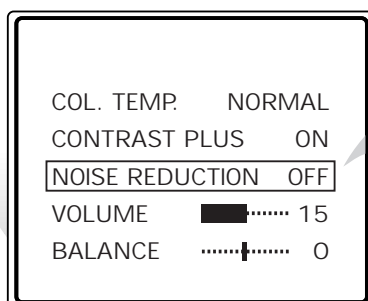 COL. TEMP. NORMAL
CONTRAST PLUS ON
NOISE REDUCTION OFF
VOLUME 15
BALANCE 0